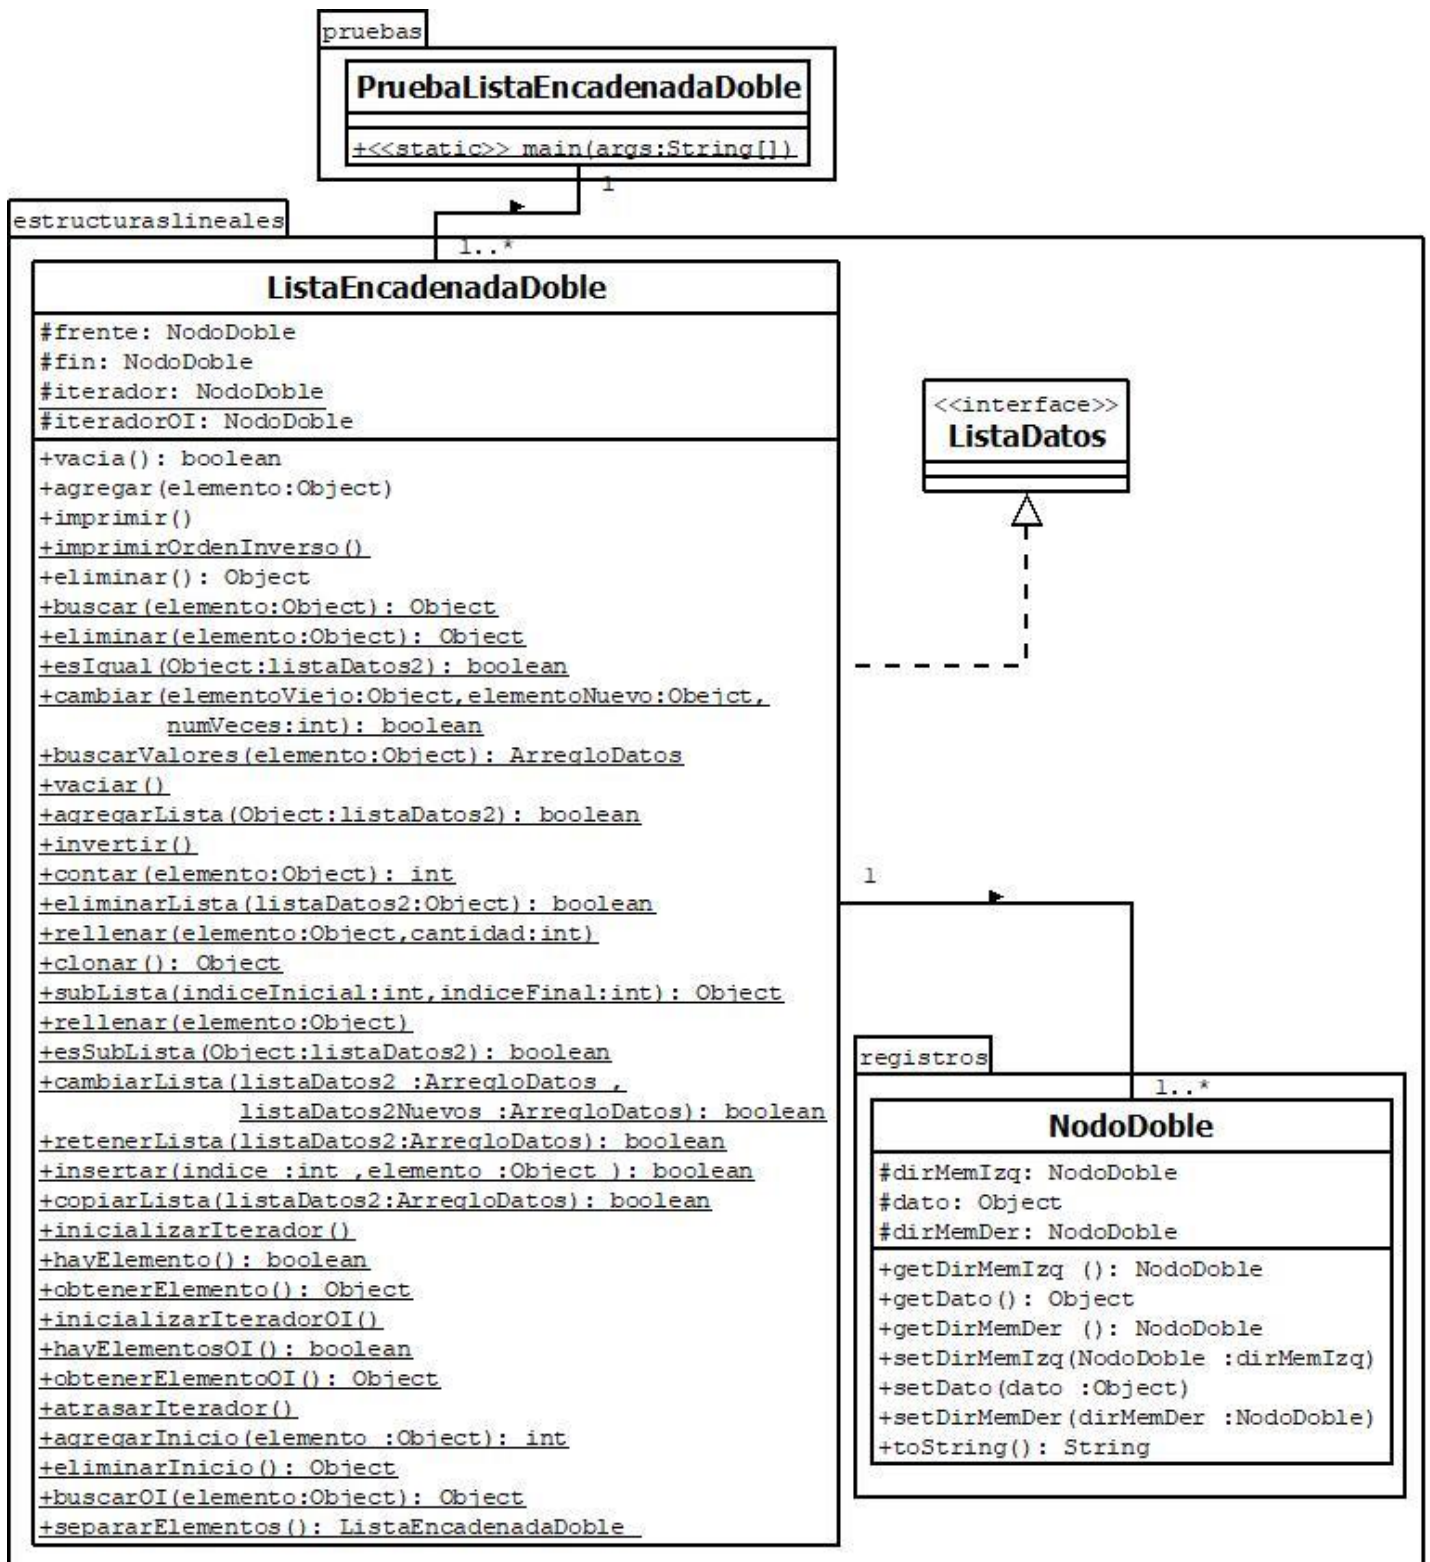 pruebas
PruebaListaEncadenadaDoble
+<<static>> main(args:String[])
1
estructuraslineales
1..*
ListaEncadenadaDoble
#frente: NodoDoble
#fin: NodoDoble
#iterador: NodoDoble
#iteradorOI: NodoDoble
+vacia(): boolean
+agregar(elemento:Object)
+imprimir()
+imprimirOrdenInverso()
+eliminar(): Object
+buscar(elemento:Object): Object
+eliminar(elemento:Object): Object
+esIgual(Object:listaDatos2): boolean
+cambiar(elementoViejo:Object,elementoNuevo:Obejct,
numVeces:int): boolean
+buscarValores(elemento:Object): ArregloDatos
+vaciar()
+agregarLista(Object:listaDatos2): boolean
+invertir()
+contar(elemento:Object): int
+eliminarLista(listaDatos2:Object): boolean
+rellenar(elemento:Object,cantidad:int)
+clonar(): Object
+subLista(indiceInicial:int,indiceFinal:int): Object
+rellenar(elemento:Object)
+esSubLista(Object:listaDatos2): boolean
+cambiarLista(listaDatos2 :ArregloDatos ,
listaDatos2Nuevos :ArregloDatos): boolean
+retenerLista(listaDatos2:ArregloDatos): boolean
+insertar(indice :int ,elemento :Object ): boolean
+copiarLista(listaDatos2:ArregloDatos): boolean
+inicializarIterador()
+hayElemento(): boolean
+obtenerElemento(): Object
+inicializarIteradorOI()
+hayElementosOI(): boolean
+obtenerElementoOI(): Object
+atrasarIterador()
+agregarInicio(elemento :Object): int
+eliminarInicio(): Object
+buscarOI(elemento:Object): Object
+separarElementos(): ListaEncadenadaDoble
<<interface>>
ListaDatos
1
registros
1..*
NodoDoble
#dirMemIzq: NodoDoble
#dato: Object
#dirMemDer: NodoDoble
+getDirMemIzq (): NodoDoble
+getDato(): Object
+getDirMemDer (): NodoDoble
+setDirMemIzq(NodoDoble :dirMemIzq)
+setDato(dato :Object)
+setDirMemDer(dirMemDer :NodoDoble)
+toString(): String